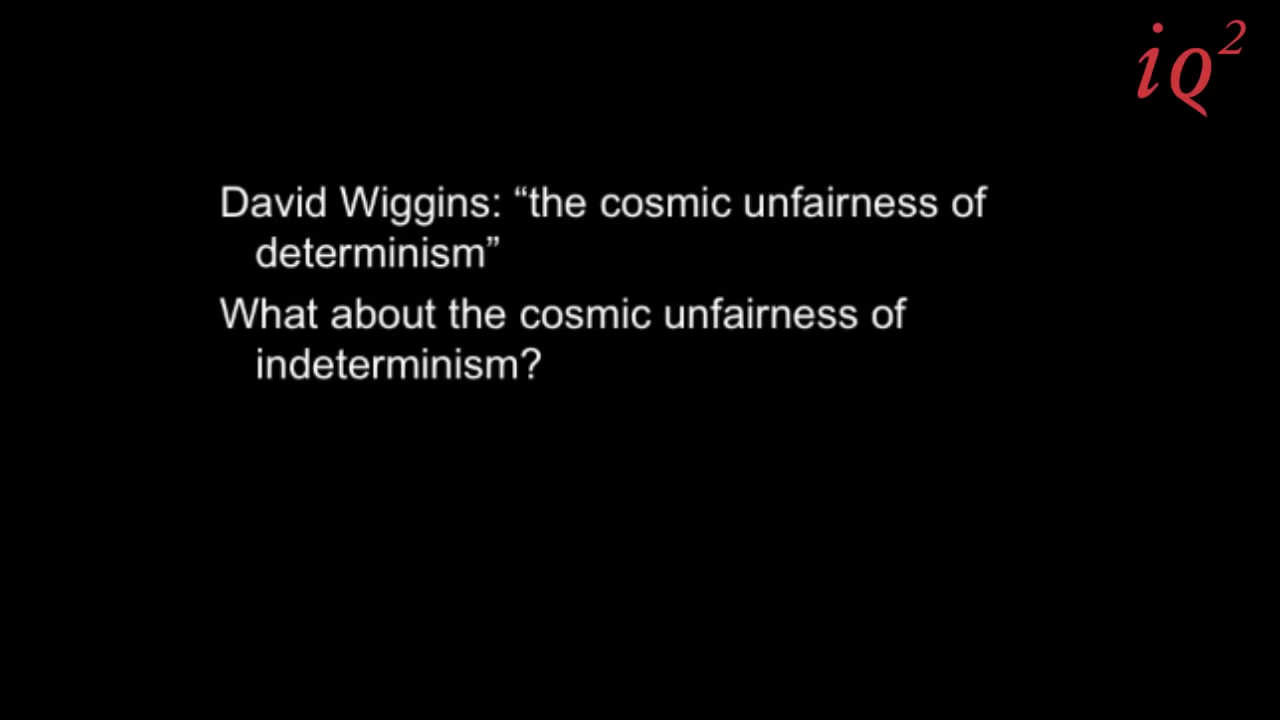 iQ²
David Wiggins: “the cosmic unfairness of
determinism”
What about the cosmic unfairness of
indeterminism?